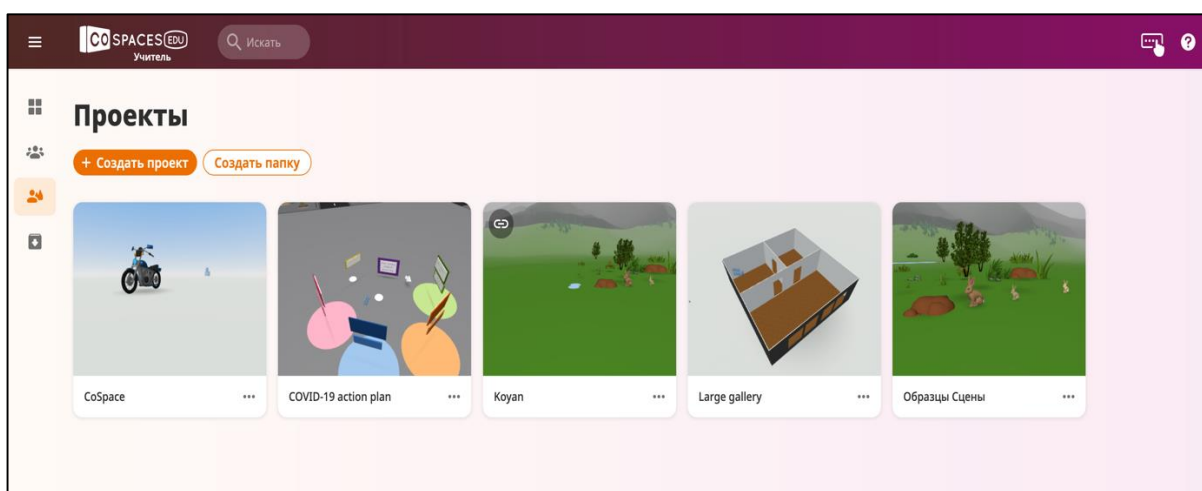 CO SPACES EDU
Учитель
Искать
Проекты
+ Создать проект
Создать папку
CoSpace
COVID-19 action plan
Koyan
Large gallery
Образцы Сцены